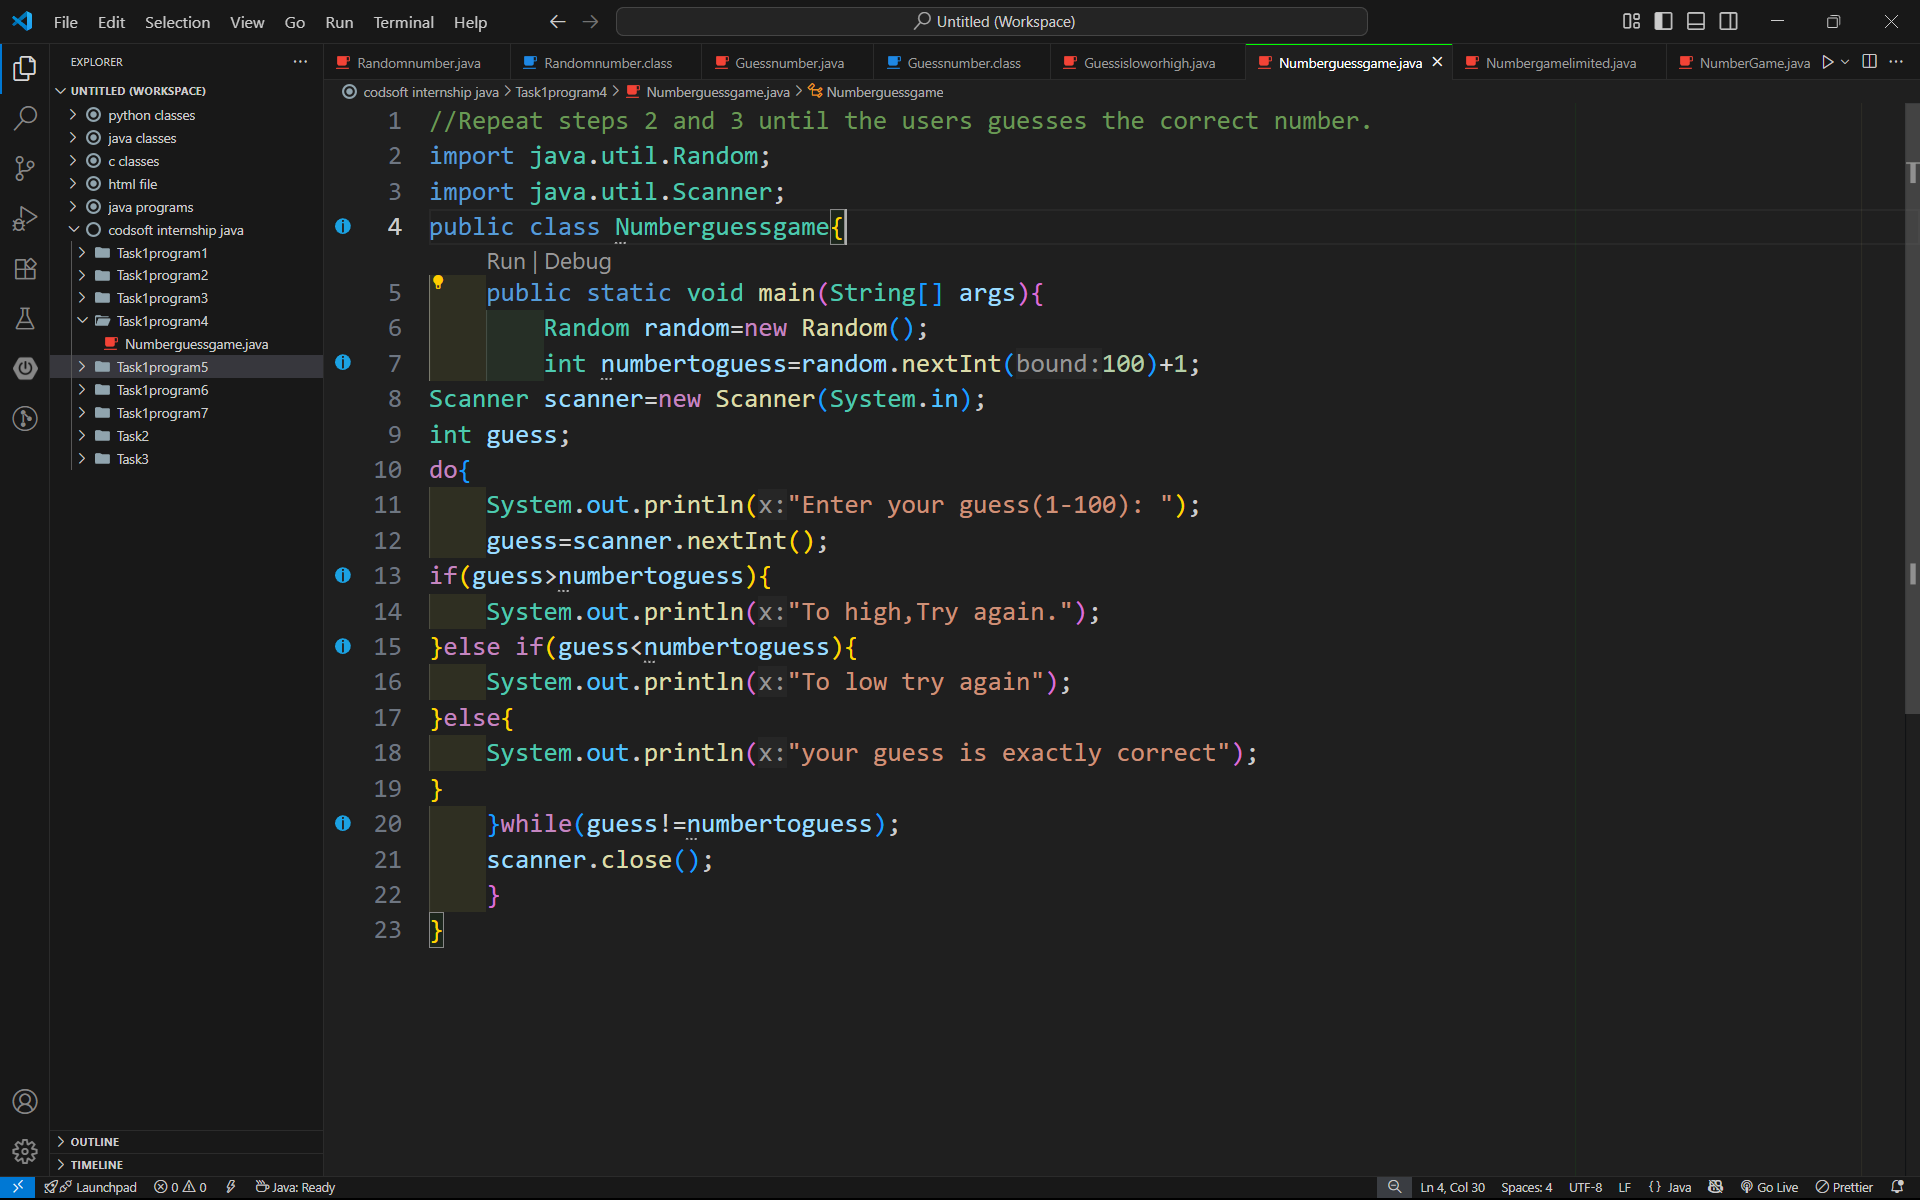 File Edit Selection View Go Run Terminal Help
Untitled (Workspace)
EXPLORER
Randomnumber.java Randomnumber.class Guessnumber.java Guessnumber.class Guessisloworhigh.java Numberguessgame.java Numbergamelimited.java NumberGame.java
codsoft internship java > Task1program4 > Numberguessgame.java > Numberguessgame
UNTITLED (WORKSPACE)
python classes
java classes
c classes
html file
java programs
codsoft internship java
Task1program1
Task1program2
Task1program3
Task1program4
Numberguessgame.java
Task1program5
Task1program6
Task1program7
Task2
Task3
OUTLINE
TIMELINE
1 //Repeat steps 2 and 3 until the users guesses the correct number.
2 import java.util.Random;
3 import java.util.Scanner;
4 public class Numberguessgame{
Run | Debug
5 public static void main(String[] args){
6 Random random=new Random();
7 int numbertoguess=random.nextInt(bound:100)+1;
8 Scanner scanner=new Scanner(System.in);
9 int guess;
10 do{
11 System.out.println(x:"Enter your guess(1-100): ");
12 guess=scanner.nextInt();
13 if(guess>numbertoguess){
14 System.out.println(x:"To high,Try again.");
15 }else if(guess<numbertoguess){
16 System.out.println(x:"To low try again");
17 }else{
18 System.out.println(x:"your guess is exactly correct");
19 }
20 }while(guess!=numbertoguess);
21 scanner.close();
22 }
23 }
Launchpad 0 0 Java: Ready Ln 4, Col 30 Spaces: 4 UTF-8 LF {} Java Go Live Prettier